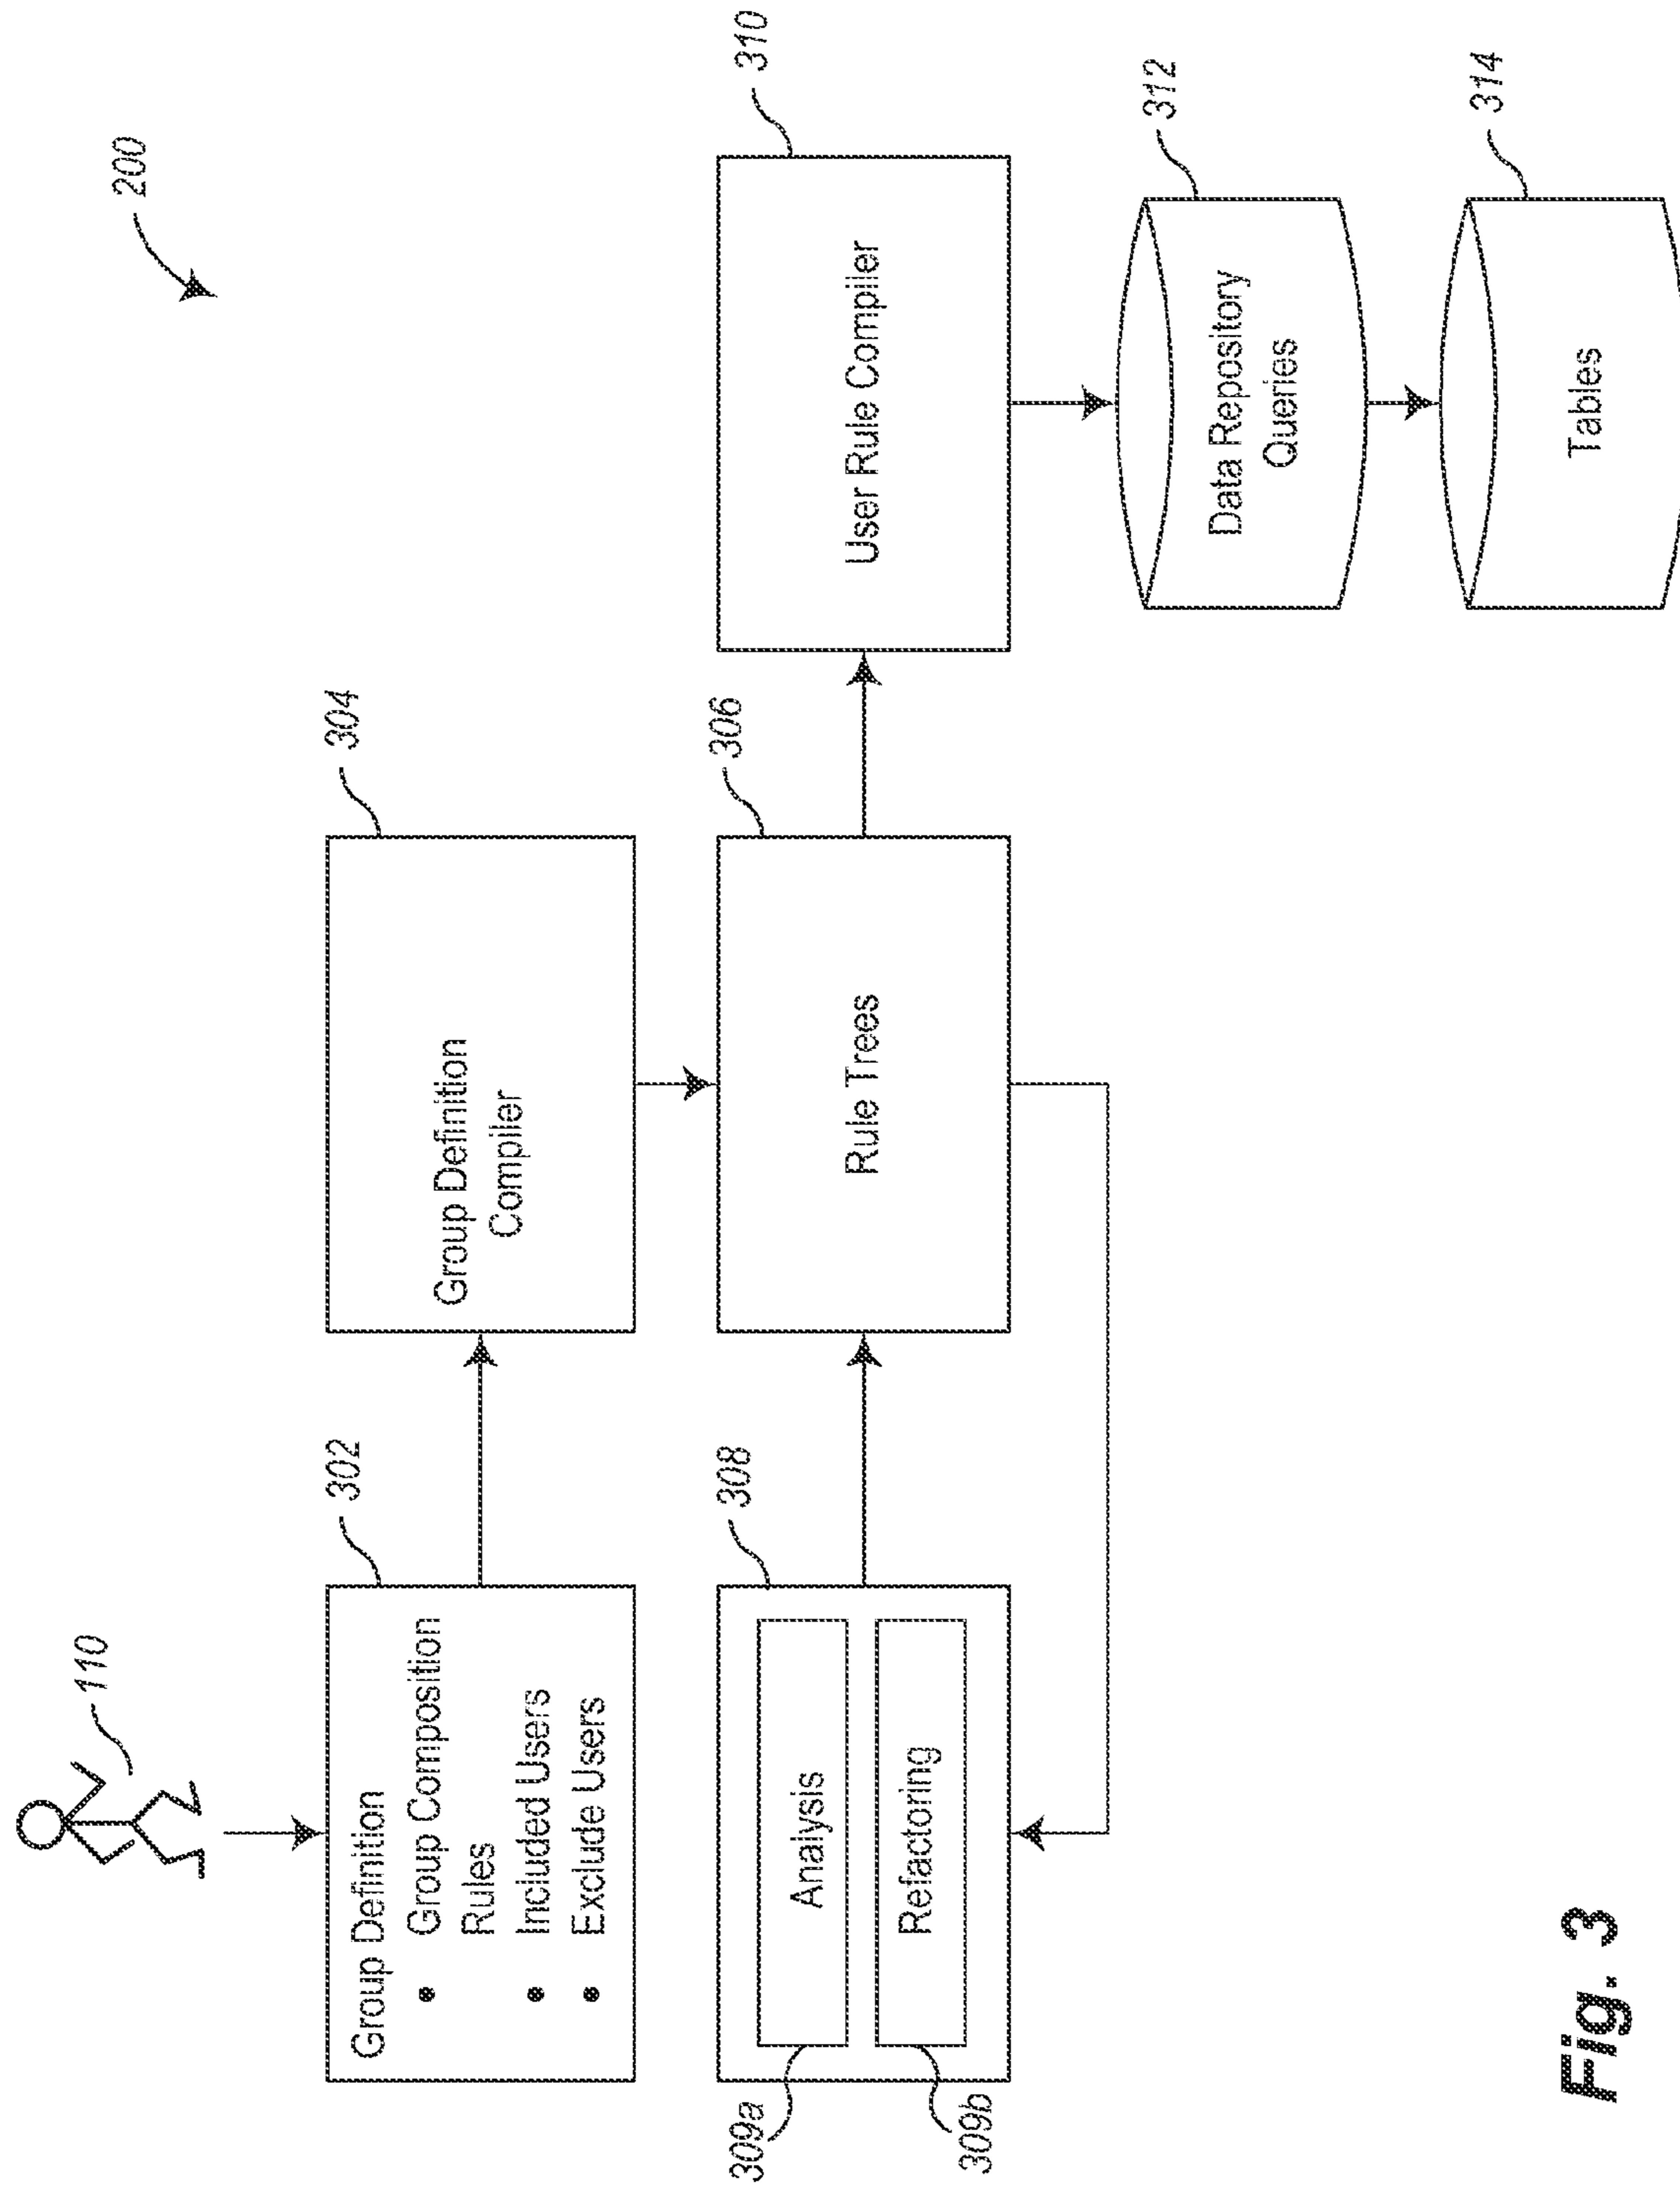 200
110
302
Group Definition
• Group Composition
Rules
• Included Users
• Exclude Users
304
Group Definition
Compiler
308
Analysis
Refactoring
309a
309b
306
Rule Trees
310
User Rule Compiler
312
Data Repository
Queries
314
Tables
Fig. 3